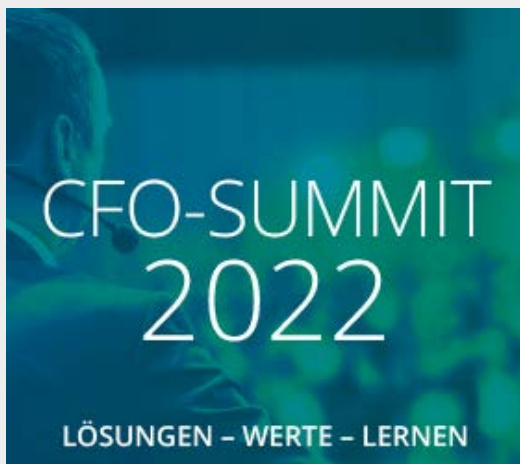 CFO-SUMMIT
2022
LÖSUNGEN – WERTE – LERNEN